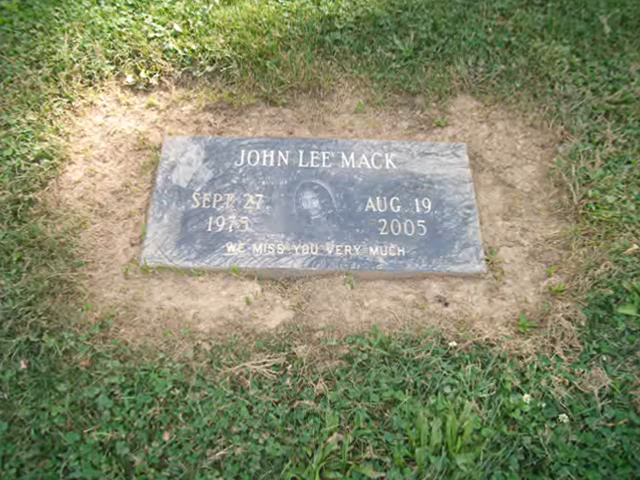 JOHN LEE MACK
SEPT. 27 AUG. 19
1975 2005
WE MISS YOU VERY MUCH